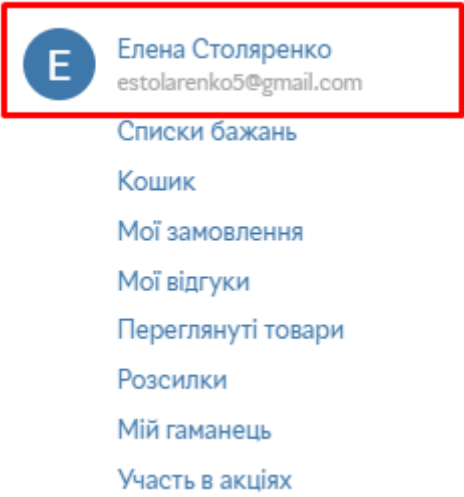 E
Елена Столяренко
estolarenko5@gmail.com
Списки бажань
Кошик
Мої замовлення
Мої відгуки
Переглянуті товари
Розсилки
Мій гаманець
Участь в акціях